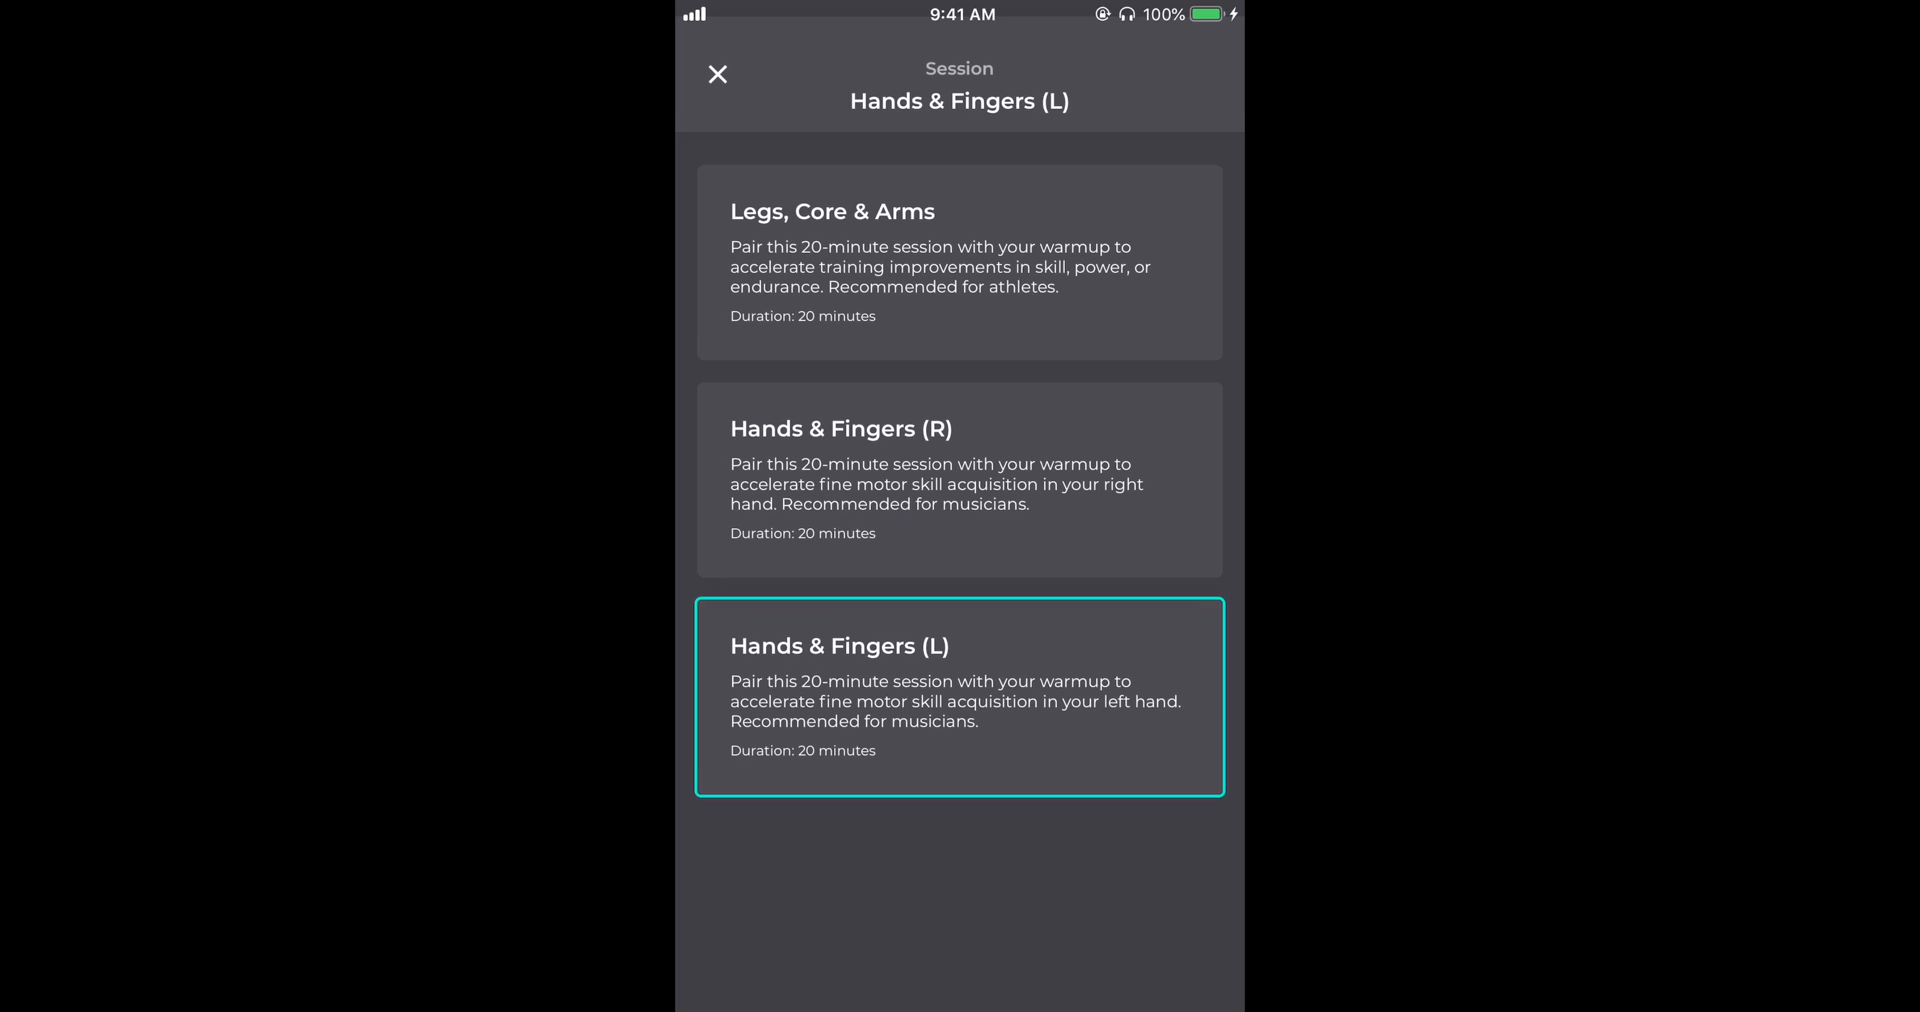 9:41 AM
100%
Session
Hands & Fingers (L)
Legs, Core & Arms
Pair this 20-minute session with your warmup to
accelerate training improvements in skill, power, or
endurance. Recommended for athletes.
Duration: 20 minutes
Hands & Fingers (R)
Pair this 20-minute session with your warmup to
accelerate fine motor skill acquisition in your right
hand. Recommended for musicians.
Duration: 20 minutes
Hands & Fingers (L)
Pair this 20-minute session with your warmup to
accelerate fine motor skill acquisition in your left hand.
Recommended for musicians.
Duration: 20 minutes